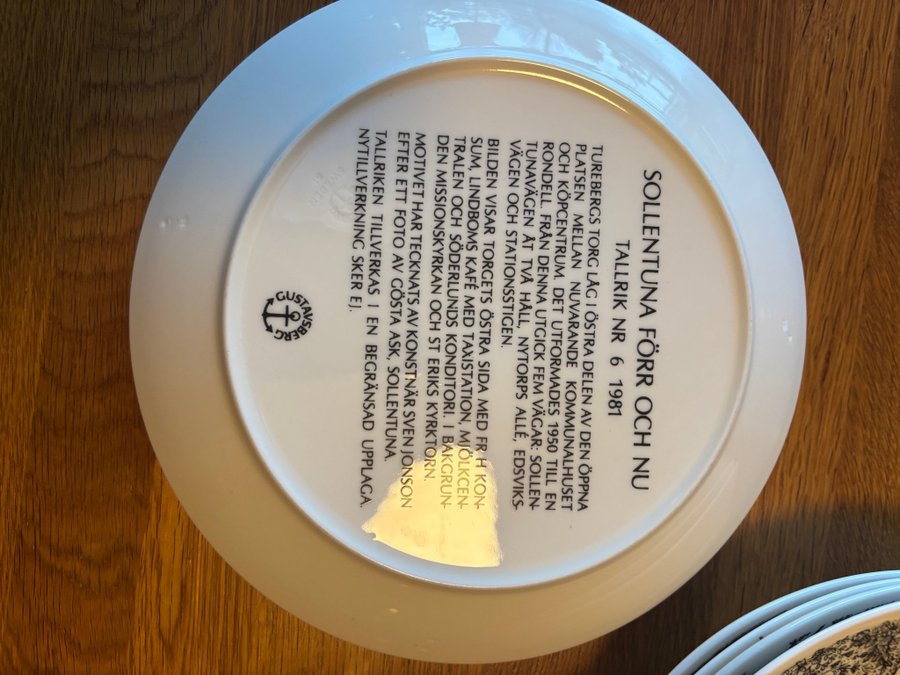 SOLLENTUNA FÖRR OCH NU
TALLRIK NR 6 1981
TUREBERGS TORG LÅG I ÖSTRA DELEN AV DEN ÖPPNA
PLATSEN MELLAN NUVARANDE KOMMUNALHUSET
OCH KÖPCENTRUM. DET UTFORMADES 1950 TILL EN
RONDELL. FRÅN DENNA UTGICK FEM VÄGAR: SOLLEN-
TUNAVÄGEN ÅT TVÅ HÅLL, NYTORPS ALLÉ, EDSVIKS-
VÄGEN OCH STATIONSSTIGEN.
BILDEN VISAR TORGETS ÖSTRA SIDA MED FR H KON-
SUM, LINDBOMS KAFÉ MED TAXISTATION, MJÖLKCEN-
TRALEN OCH SÖDERLUNDS KONDITORI. I BAKGRUN-
DEN MISSIONSKYRKAN OCH ST ERIKS KYRKTORN.
MOTIVET HAR TECKNATS AV KONSTNÄR SVEN JONSON
EFTER ETT FOTO AV GÖSTA ASK, SOLLENTUNA.
TALLRIKEN TILLVERKAS I EN BEGRÄNSAD UPPLAGA.
NYTILLVERKNING SKER EJ.
GUSTAVSBERG